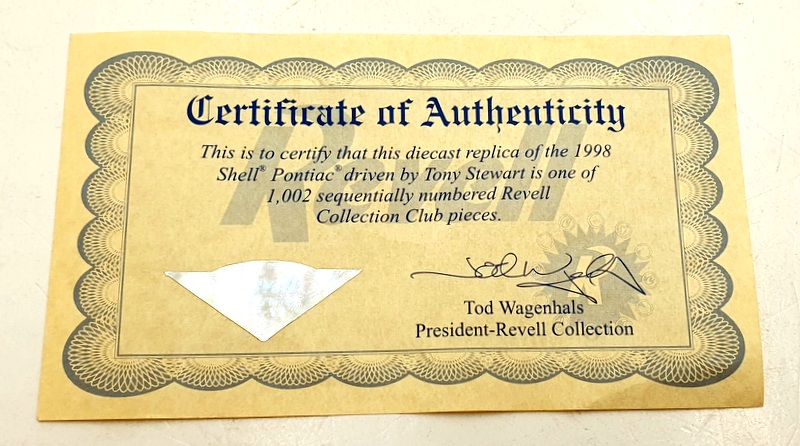 Certificate of Authenticity
Revell
This is to certify that this diecast replica of the 1998
Shell® Pontiac® driven by Tony Stewart is one of
1,002 sequentially numbered Revell
Collection Club pieces.
Tod Wagenhals
President-Revell Collection